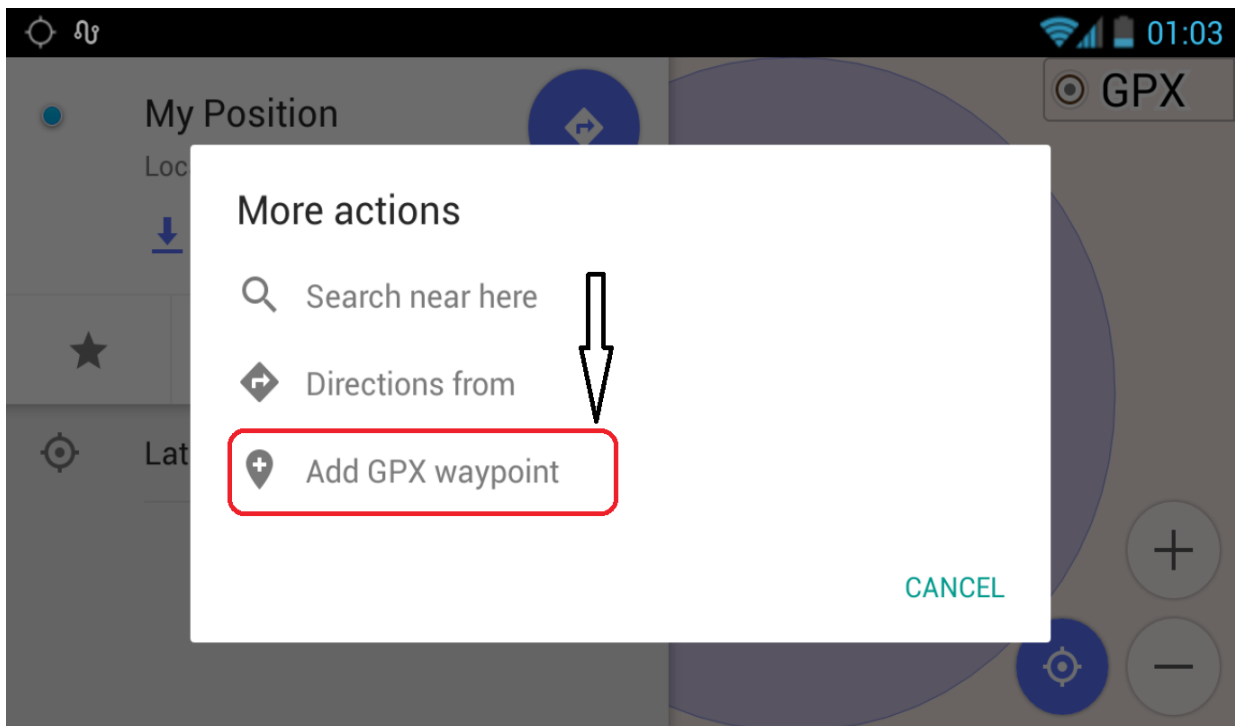 01:03
My Position
GPX
Loc
More actions
Search near here
Directions from
Lat
Add GPX waypoint
CANCEL